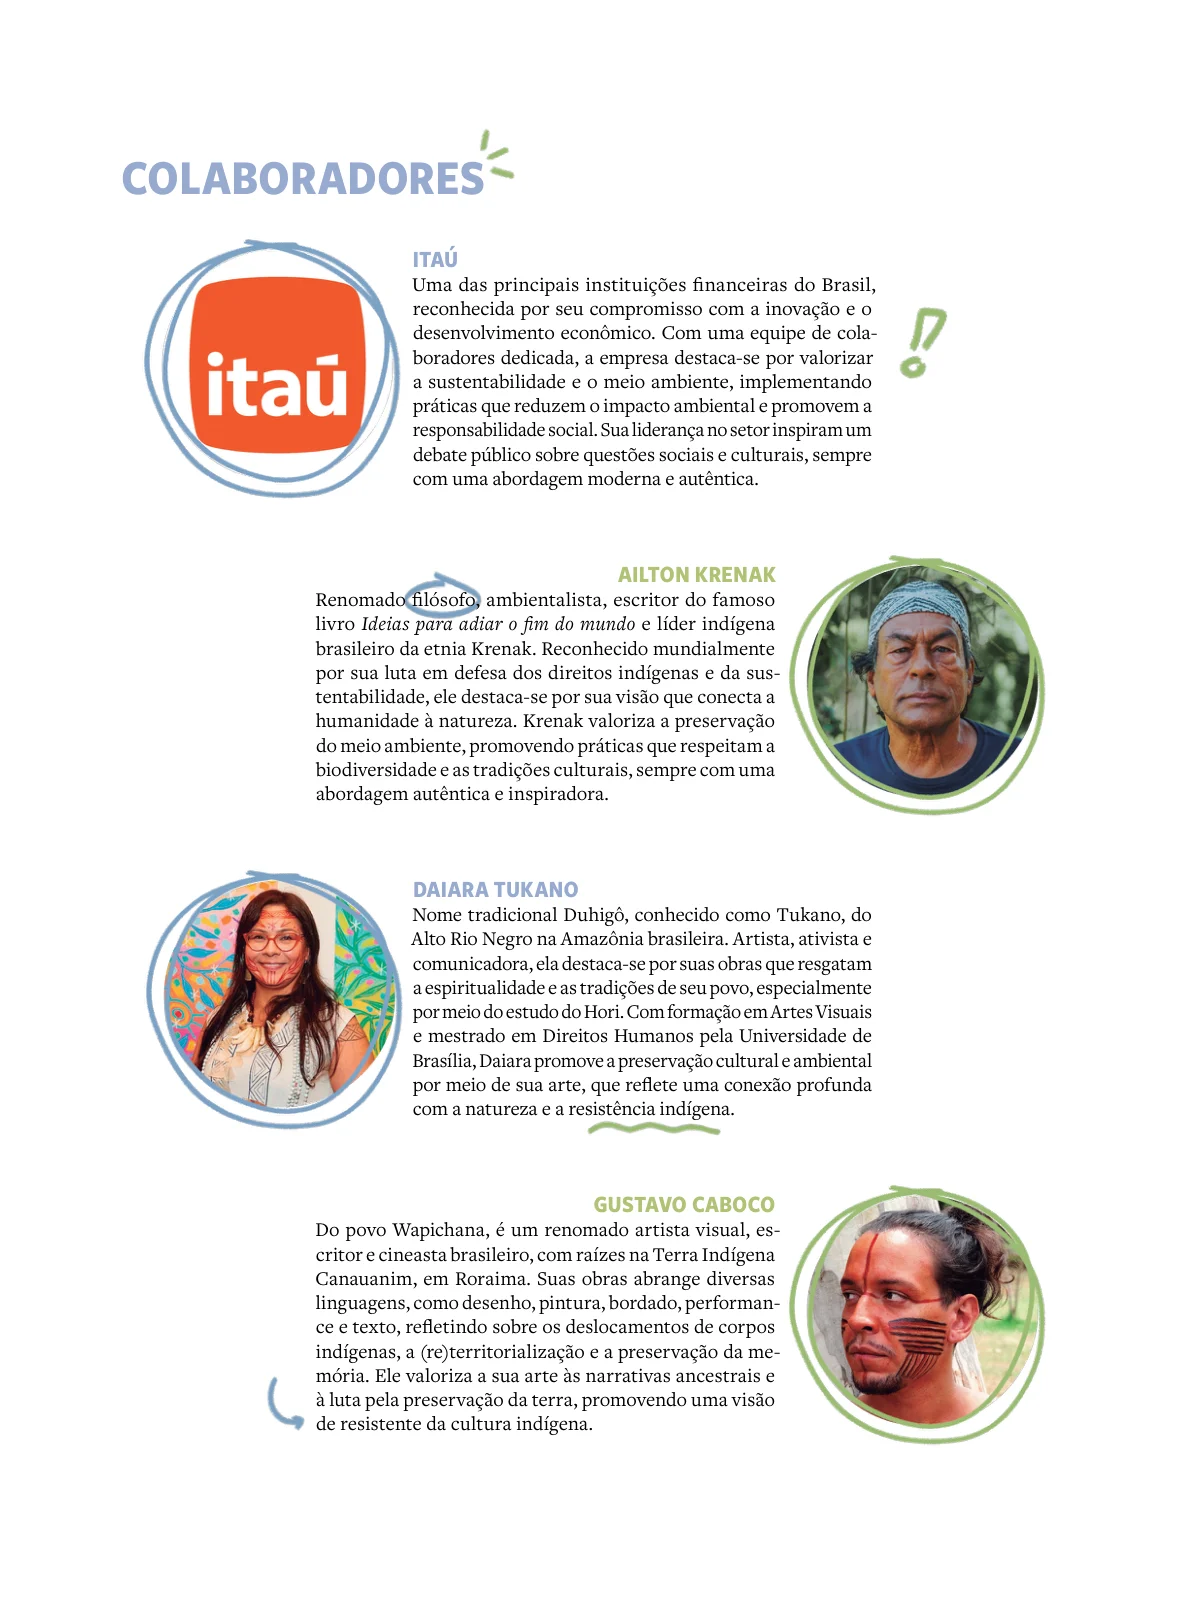 COLABORADORES
itaú
ITAÚ
Uma das principais instituições financeiras do Brasil,
reconhecida por seu compromisso com a inovação e o
desenvolvimento econômico. Com uma equipe de cola-
boradores dedicada, a empresa destaca-se por valorizar
a sustentabilidade e o meio ambiente, implementando
práticas que reduzem o impacto ambiental e promovem a
responsabilidade social. Sua liderança no setor inspiram um
debate público sobre questões sociais e culturais, sempre
com uma abordagem moderna e autêntica.
AILTON KRENAK
Renomado filósofo, ambientalista, escritor do famoso
livro Ideias para adiar o fim do mundo e líder indígena
brasileiro da etnia Krenak. Reconhecido mundialmente
por sua luta em defesa dos direitos indígenas e da sus-
tentabilidade, ele destaca-se por sua visão que conecta a
humanidade à natureza. Krenak valoriza a preservação
do meio ambiente, promovendo práticas que respeitam a
biodiversidade e as tradições culturais, sempre com uma
abordagem autêntica e inspiradora.
DAIARA TUKANO
Nome tradicional Duhigô, conhecido como Tukano, do
Alto Rio Negro na Amazônia brasileira. Artista, ativista e
comunicadora, ela destaca-se por suas obras que resgatam
a espiritualidade e as tradições de seu povo, especialmente
por meio do estudo do Hori. Com formação em Artes Visuais
e mestrado em Direitos Humanos pela Universidade de
Brasília, Daiara promove a preservação cultural e ambiental
por meio de sua arte, que reflete uma conexão profunda
com a natureza e a resistência indígena.
GUSTAVO CABOCO
Do povo Wapichana, é um renomado artista visual, es-
critor e cineasta brasileiro, com raízes na Terra Indígena
Canauanim, em Roraima. Suas obras abrange diversas
linguagens, como desenho, pintura, bordado, performan-
ce e texto, refletindo sobre os deslocamentos de corpos
indígenas, a (re)territorialização e a preservação da me-
mória. Ele valoriza a sua arte às narrativas ancestrais e
à luta pela preservação da terra, promovendo uma visão
de resistente da cultura indígena.